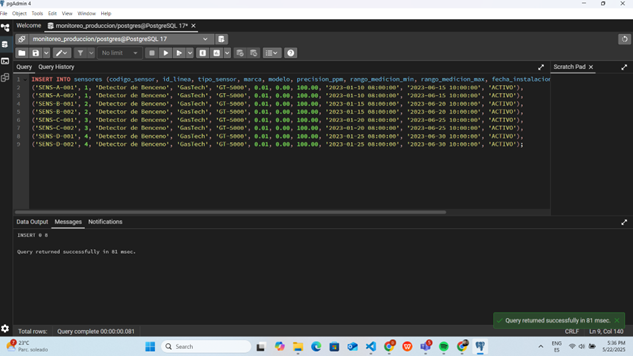 pgAdmin 4
File Object Tools Edit View Window Help
Welcome monitoreo_produccion/postgres@PostgreSQL 17*
monitoreo_produccion/postgres@PostgreSQL 17
No limit
Query Query History
Scratch Pad
1 INSERT INTO sensores (codigo_sensor, id_linea, tipo_sensor, marca, modelo, precision_ppm, rango_medicion_min, rango_medicion_max, fecha_instalacion
2 ('SENS-A-001', 1, 'Detector de Benceno', 'GasTech', 'GT-5000', 0.01, 0.00, 100.00, '2023-01-10 08:00:00', '2023-06-15 10:00:00', 'ACTIVO'),
3 ('SENS-A-002', 1, 'Detector de Benceno', 'GasTech', 'GT-5000', 0.01, 0.00, 100.00, '2023-01-10 08:00:00', '2023-06-15 10:00:00', 'ACTIVO'),
4 ('SENS-B-001', 2, 'Detector de Benceno', 'GasTech', 'GT-5000', 0.01, 0.00, 100.00, '2023-01-15 08:00:00', '2023-06-20 10:00:00', 'ACTIVO'),
5 ('SENS-B-002', 2, 'Detector de Benceno', 'GasTech', 'GT-5000', 0.01, 0.00, 100.00, '2023-01-15 08:00:00', '2023-06-20 10:00:00', 'ACTIVO'),
6 ('SENS-C-001', 3, 'Detector de Benceno', 'GasTech', 'GT-5000', 0.01, 0.00, 100.00, '2023-01-20 08:00:00', '2023-06-25 10:00:00', 'ACTIVO'),
7 ('SENS-C-002', 3, 'Detector de Benceno', 'GasTech', 'GT-5000', 0.01, 0.00, 100.00, '2023-01-20 08:00:00', '2023-06-25 10:00:00', 'ACTIVO'),
8 ('SENS-D-001', 4, 'Detector de Benceno', 'GasTech', 'GT-5000', 0.01, 0.00, 100.00, '2023-01-25 08:00:00', '2023-06-30 10:00:00', 'ACTIVO'),
9 ('SENS-D-002', 4, 'Detector de Benceno', 'GasTech', 'GT-5000', 0.01, 0.00, 100.00, '2023-01-25 08:00:00', '2023-06-30 10:00:00', 'ACTIVO');
Data Output Messages Notifications
INSERT 0 8
Query returned successfully in 81 msec.
Query returned successfully in 81 msec.
Total rows: Query complete 00:00:00.081 CRLF Ln 9, Col 140
23°C
Parc. soleado
Search
ENG
ES
5:36 PM
5/22/2025